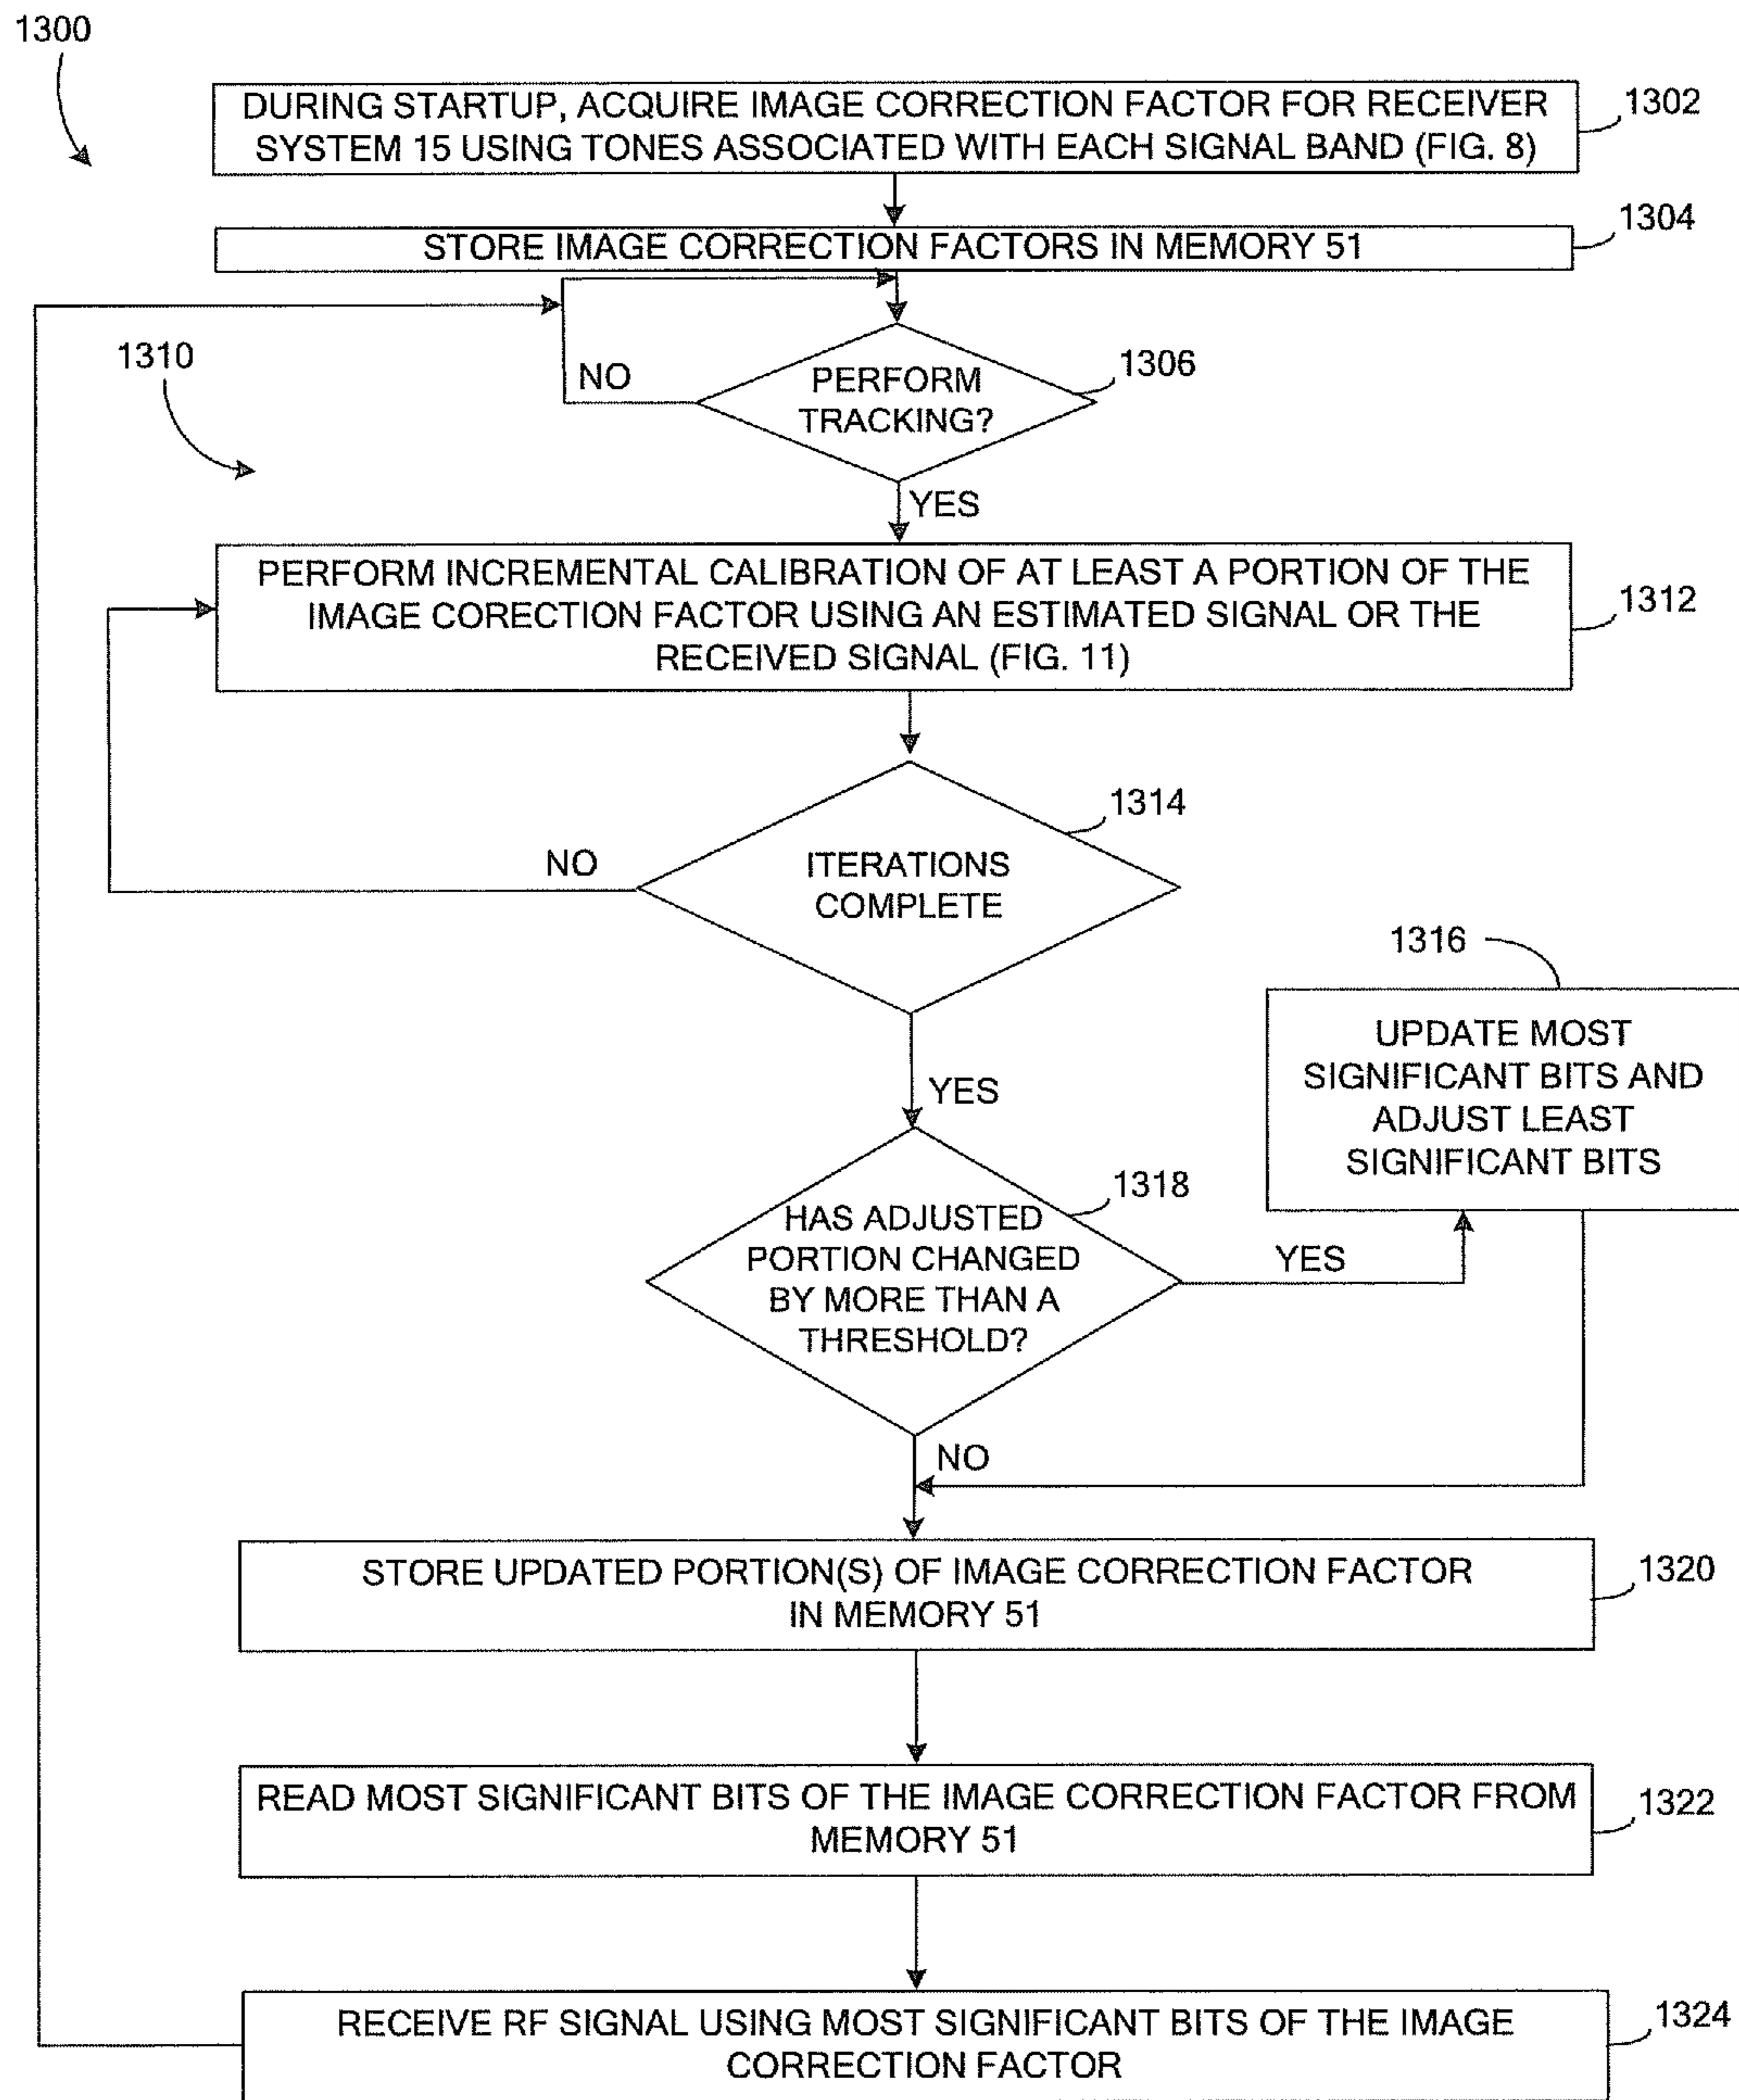 1300
DURING STARTUP, ACQUIRE IMAGE CORRECTION FACTOR FOR RECEIVER
SYSTEM 15 USING TONES ASSOCIATED WITH EACH SIGNAL BAND (FIG. 8)
1302
STORE IMAGE CORRECTION FACTORS IN MEMORY 51
1304
1310
NO
PERFORM
TRACKING?
1306
YES
PERFORM INCREMENTAL CALIBRATION OF AT LEAST A PORTION OF THE
IMAGE CORECTION FACTOR USING AN ESTIMATED SIGNAL OR THE
RECEIVED SIGNAL (FIG. 11)
1312
NO
ITERATIONS
COMPLETE
1314
YES
1316
UPDATE MOST
SIGNIFICANT BITS AND
ADJUST LEAST
SIGNIFICANT BITS
HAS ADJUSTED
PORTION CHANGED
BY MORE THAN A
THRESHOLD?
1318
YES
NO
STORE UPDATED PORTION(S) OF IMAGE CORRECTION FACTOR
IN MEMORY 51
1320
READ MOST SIGNIFICANT BITS OF THE IMAGE CORRECTION FACTOR FROM
MEMORY 51
1322
RECEIVE RF SIGNAL USING MOST SIGNIFICANT BITS OF THE IMAGE
CORRECTION FACTOR
1324